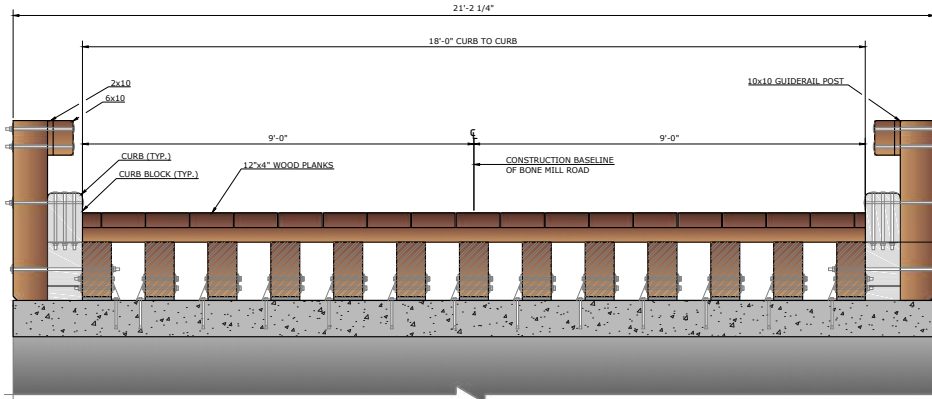 21'-2 1/4"
18'-0" CURB TO CURB
2x10
6x10
10x10 GUIDERAIL POST
9'-0"
℄
9'-0"
CURB (TYP.)
CURB BLOCK (TYP.)
12"x4" WOOD PLANKS
CONSTRUCTION BASELINE
OF BONE MILL ROAD